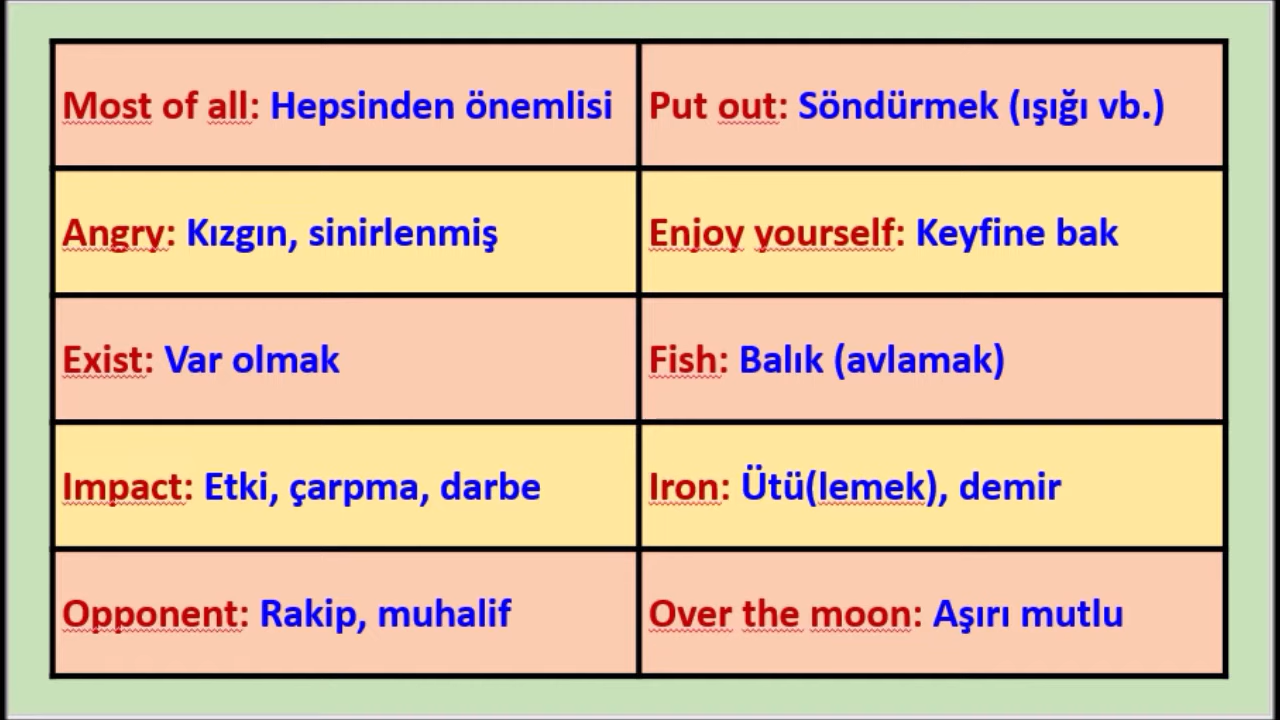 Most of all: Hepsinden önemlisi
Put out: Söndürmek (ışığı vb.)
Angry: Kızgın, sinirlenmiş
Enjoy yourself: Keyfine bak
Exist: Var olmak
Fish: Balık (avlamak)
Impact: Etki, çarpma, darbe
Iron: Ütü(lemek), demir
Opponent: Rakip, muhalif
Over the moon: Aşırı mutlu